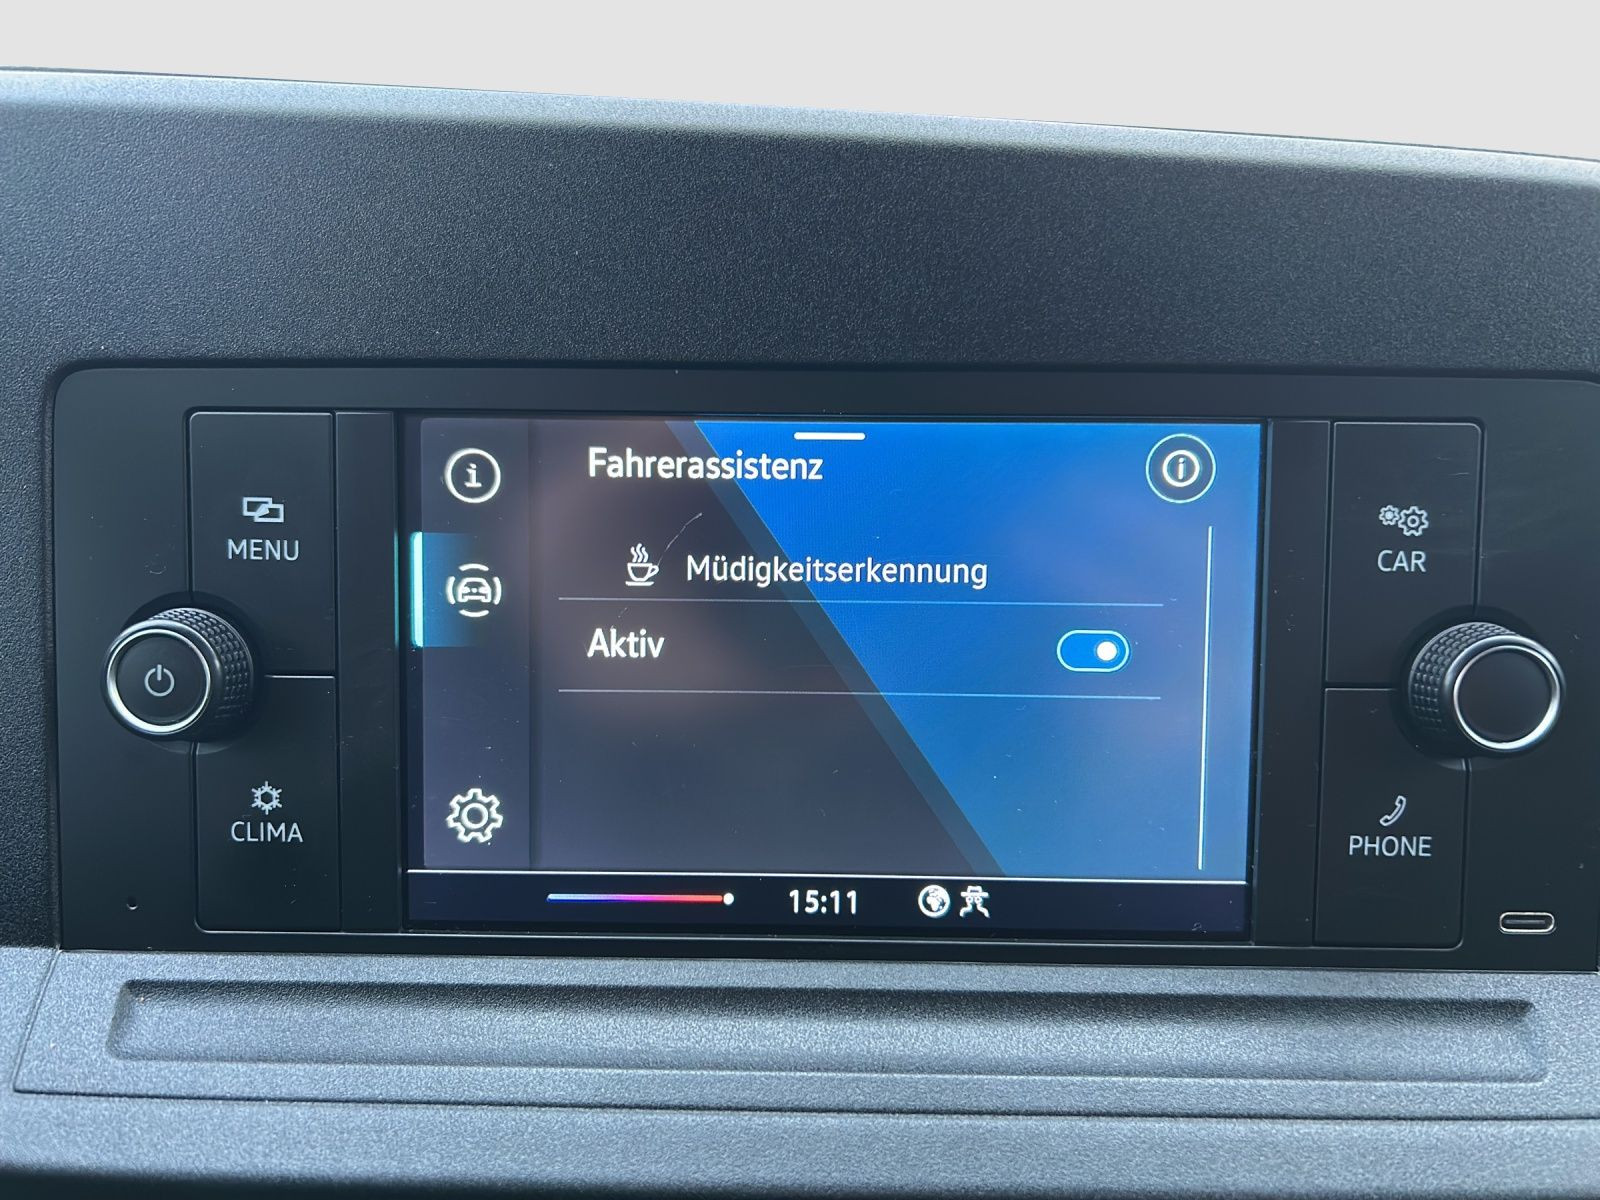 Fahrerassistenz
MENU
CAR
Müdigkeitserkennung
Aktiv
CLIMA
PHONE
15:11